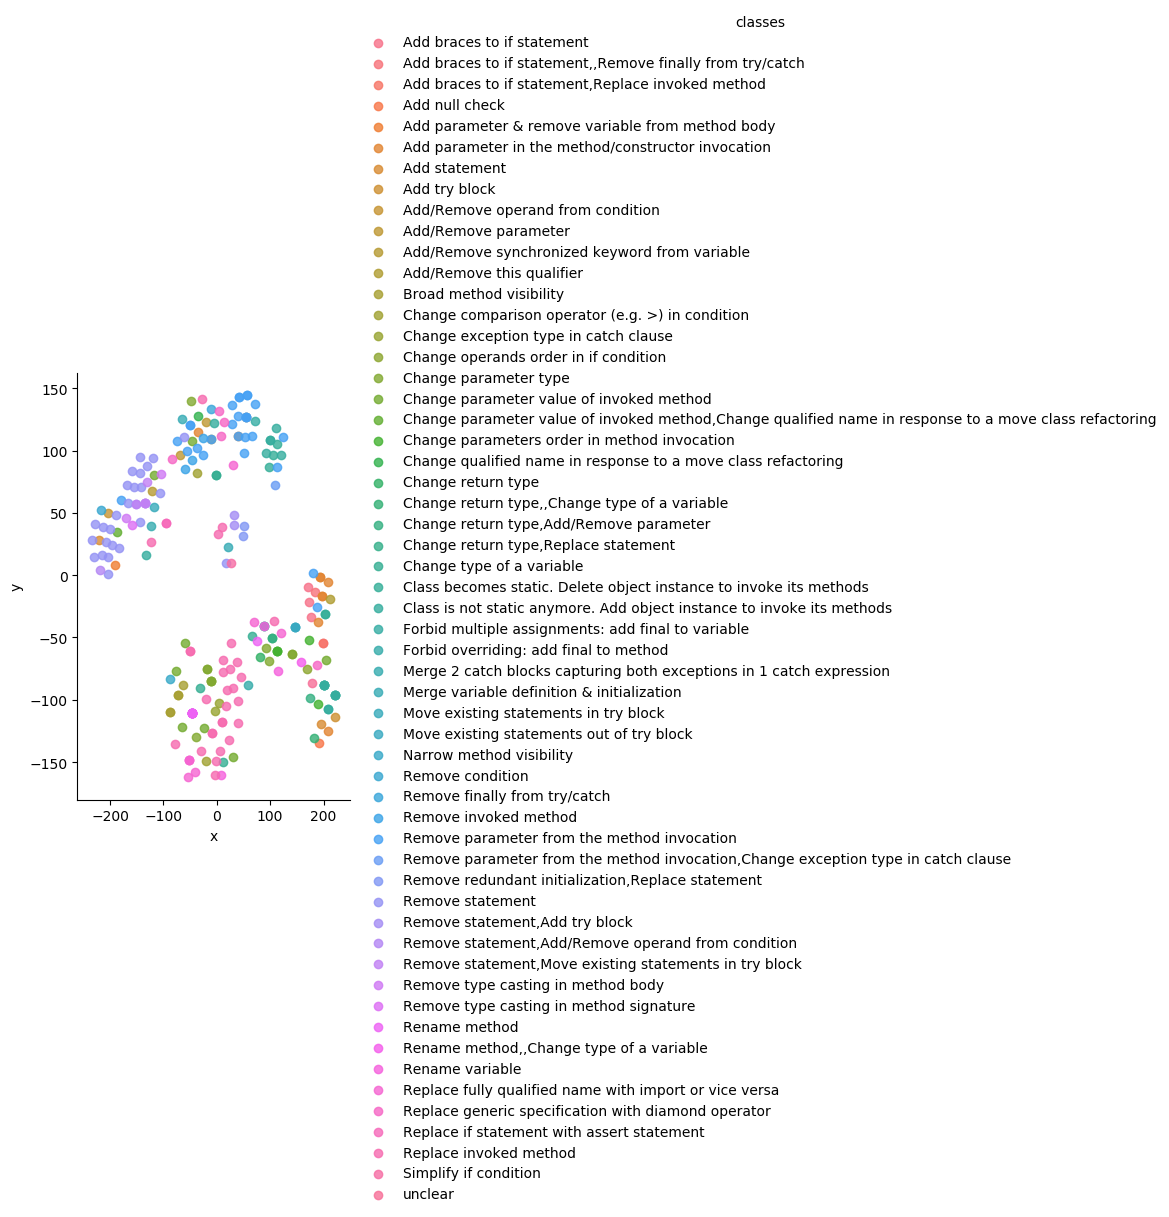 classes
Add braces to if statement
Add braces to if statement,,Remove finally from try/catch
Add braces to if statement,Replace invoked method
Add null check
Add parameter & remove variable from method body
Add parameter in the method/constructor invocation
Add statement
Add try block
Add/Remove operand from condition
Add/Remove parameter
Add/Remove synchronized keyword from variable
Add/Remove this qualifier
Broad method visibility
Change comparison operator (e.g. >) in condition
Change exception type in catch clause
Change operands order in if condition
Change parameter type
Change parameter value of invoked method
Change parameter value of invoked method,Change qualified name in response to a move class refactoring
Change parameters order in method invocation
Change qualified name in response to a move class refactoring
Change return type
Change return type,,Change type of a variable
Change return type,Add/Remove parameter
Change return type,Replace statement
Change type of a variable
Class becomes static. Delete object instance to invoke its methods
Class is not static anymore. Add object instance to invoke its methods
Forbid multiple assignments: add final to variable
Forbid overriding: add final to method
Merge 2 catch blocks capturing both exceptions in 1 catch expression
Merge variable definition & initialization
Move existing statements in try block
Move existing statements out of try block
Narrow method visibility
Remove condition
Remove finally from try/catch
Remove invoked method
Remove parameter from the method invocation
Remove parameter from the method invocation,Change exception type in catch clause
Remove redundant initialization,Replace statement
Remove statement
Remove statement,Add try block
Remove statement,Add/Remove operand from condition
Remove statement,Move existing statements in try block
Remove type casting in method body
Remove type casting in method signature
Rename method
Rename method,,Change type of a variable
Rename variable
Replace fully qualified name with import or vice versa
Replace generic specification with diamond operator
Replace if statement with assert statement
Replace invoked method
Simplify if condition
unclear
150
100
50
0
−50
−100
−150
y
−200 −100 0 100 200
x